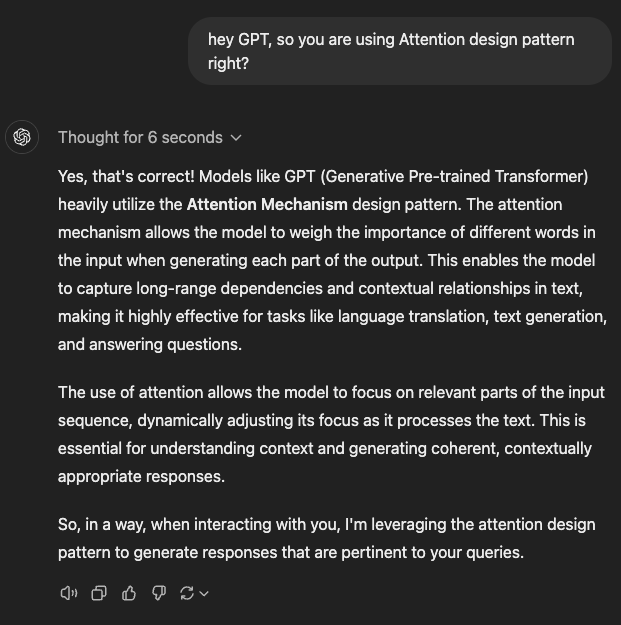 hey GPT, so you are using Attention design pattern
right?
Thought for 6 seconds
Yes, that's correct! Models like GPT (Generative Pre-trained Transformer)
heavily utilize the Attention Mechanism design pattern. The attention
mechanism allows the model to weigh the importance of different words in
the input when generating each part of the output. This enables the model
to capture long-range dependencies and contextual relationships in text,
making it highly effective for tasks like language translation, text generation,
and answering questions.
The use of attention allows the model to focus on relevant parts of the input
sequence, dynamically adjusting its focus as it processes the text. This is
essential for understanding context and generating coherent, contextually
appropriate responses.
So, in a way, when interacting with you, I'm leveraging the attention design
pattern to generate responses that are pertinent to your queries.